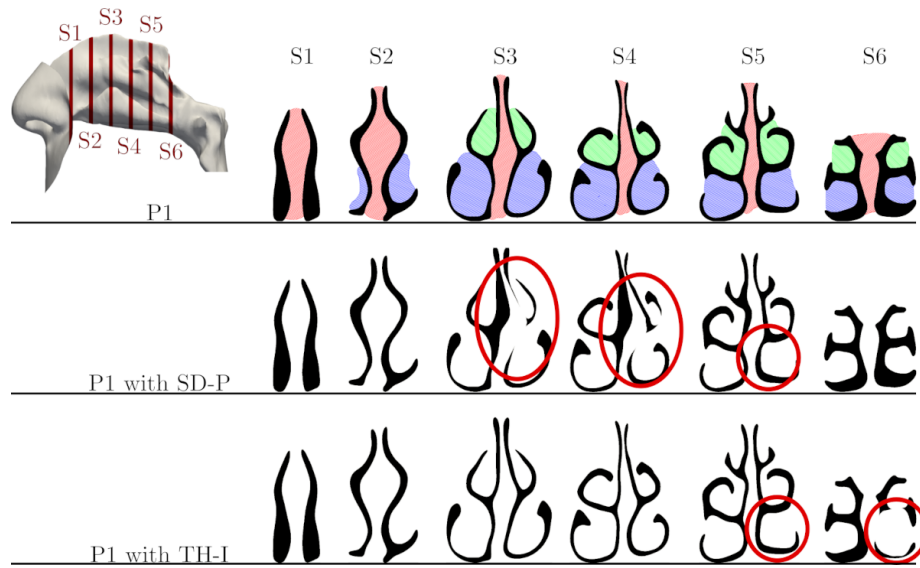 S1
S2
S3
S4
S5
S6
S1 S2 S3 S4 S5 S6
P1
P1 with SD-P
P1 with TH-I